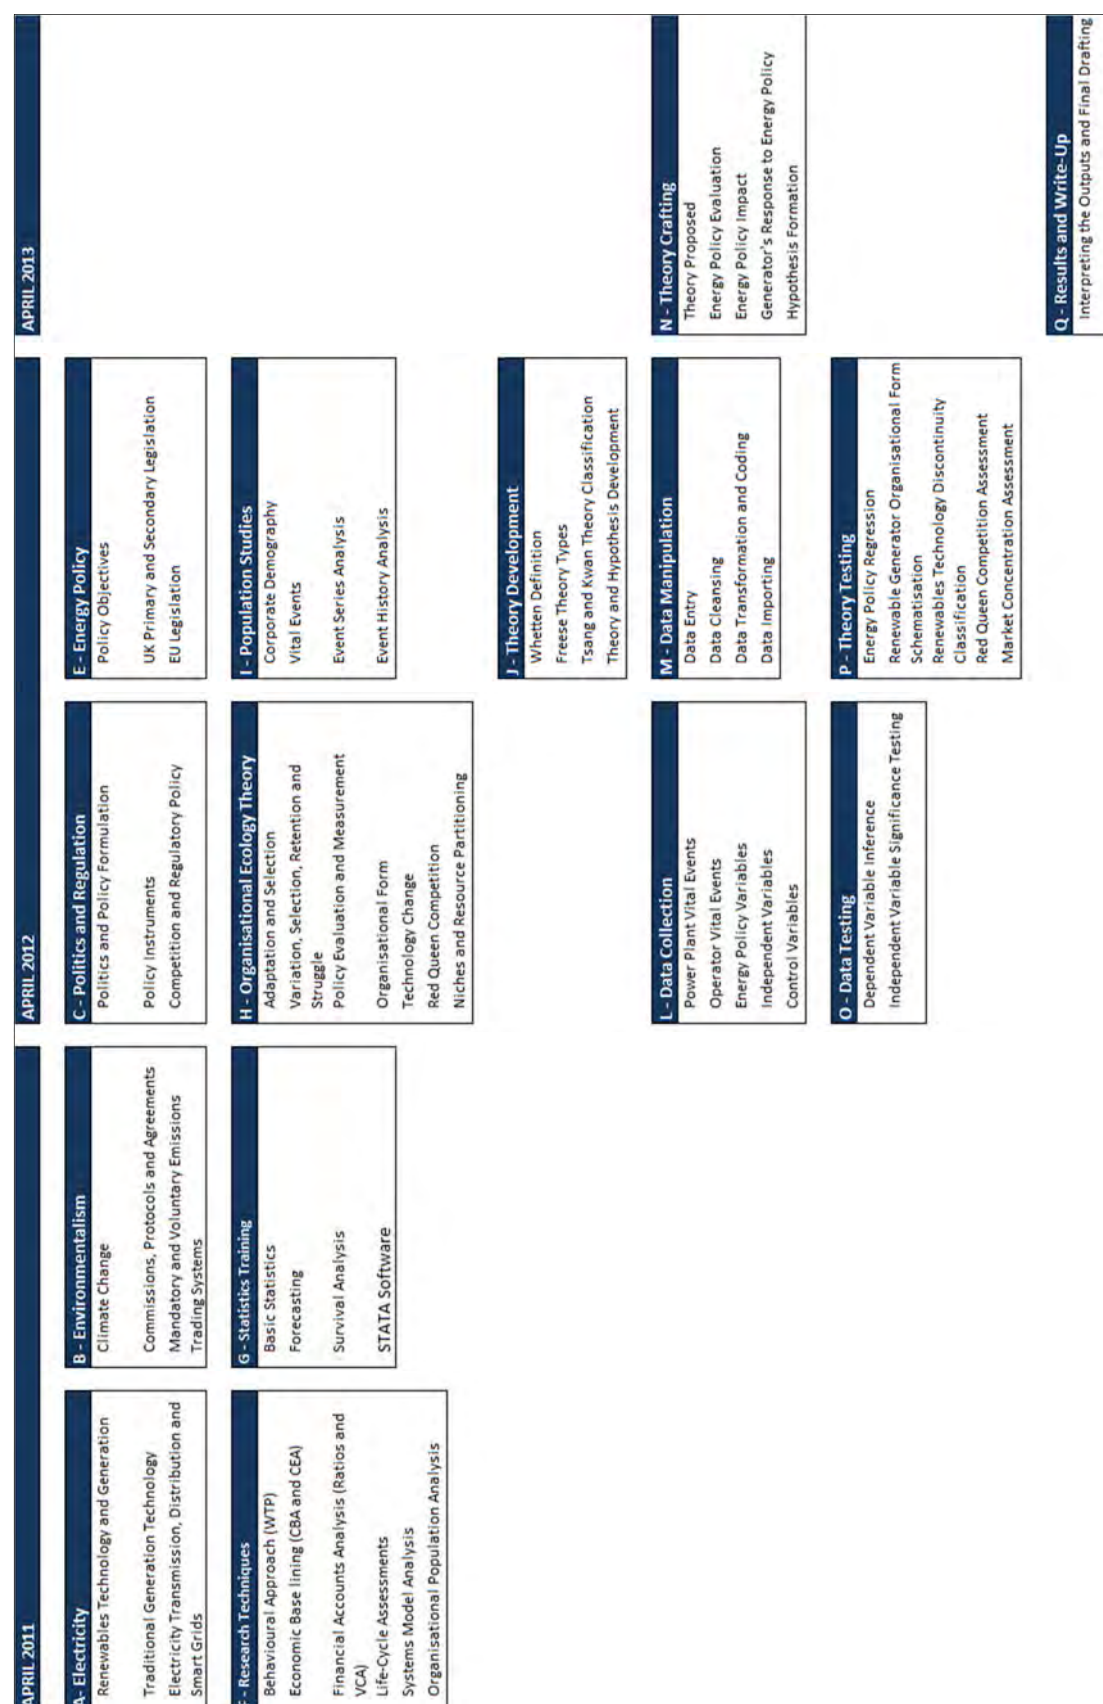 APRIL 2011
APRIL 2012
APRIL 2013
A- Electricity
Renewables Technology and Generation
Traditional Generation Technology
Electricity Transmission, Distribution and
Smart Grids
B - Environmentalism
Climate Change
Commissions, Protocols and Agreements
Mandatory and Voluntary Emissions
Trading Systems
C - Politics and Regulation
Politics and Policy Formulation
Policy Instruments
Competition and Regulatory Policy
E - Energy Policy
Policy Objectives
UK Primary and Secondary Legislation
EU Legislation
F - Research Techniques
Behavioural Approach (WTP)
Economic Base lining (CBA and CEA)
Financial Accounts Analysis (Ratios and
VCA)
Life-Cycle Assessments
Systems Model Analysis
Organisational Population Analysis
G - Statistics Training
Basic Statistics
Forecasting
Survival Analysis
STATA Software
H - Organisational Ecology Theory
Adaptation and Selection
Variation, Selection, Retention and
Struggle
Policy Evaluation and Measurement
Organisational Form
Technology Change
Red Queen Competition
Niches and Resource Partitioning
I - Population Studies
Corporate Demography
Vital Events
Event Series Analysis
Event History Analysis
J - Theory Development
Whetten Definition
Freese Theory Types
Tsang and Kwan Theory Classification
Theory and Hypothesis Development
L - Data Collection
Power Plant Vital Events
Operator Vital Events
Energy Policy Variables
Independent Variables
Control Variables
M - Data Manipulation
Data Entry
Data Cleansing
Data Transformation and Coding
Data Importing
N - Theory Crafting
Theory Proposed
Energy Policy Evaluation
Energy Policy Impact
Generator's Response to Energy Policy
Hypothesis Formation
O - Data Testing
Dependent Variable Inference
Independent Variable Significance Testing
P - Theory Testing
Energy Policy Regression
Renewable Generator Organisational Form
Schematisation
Renewables Technology Discontinuity
Classification
Red Queen Competition Assessment
Market Concentration Assessment
Q - Results and Write-Up
Interpreting the Outputs and Final Drafting